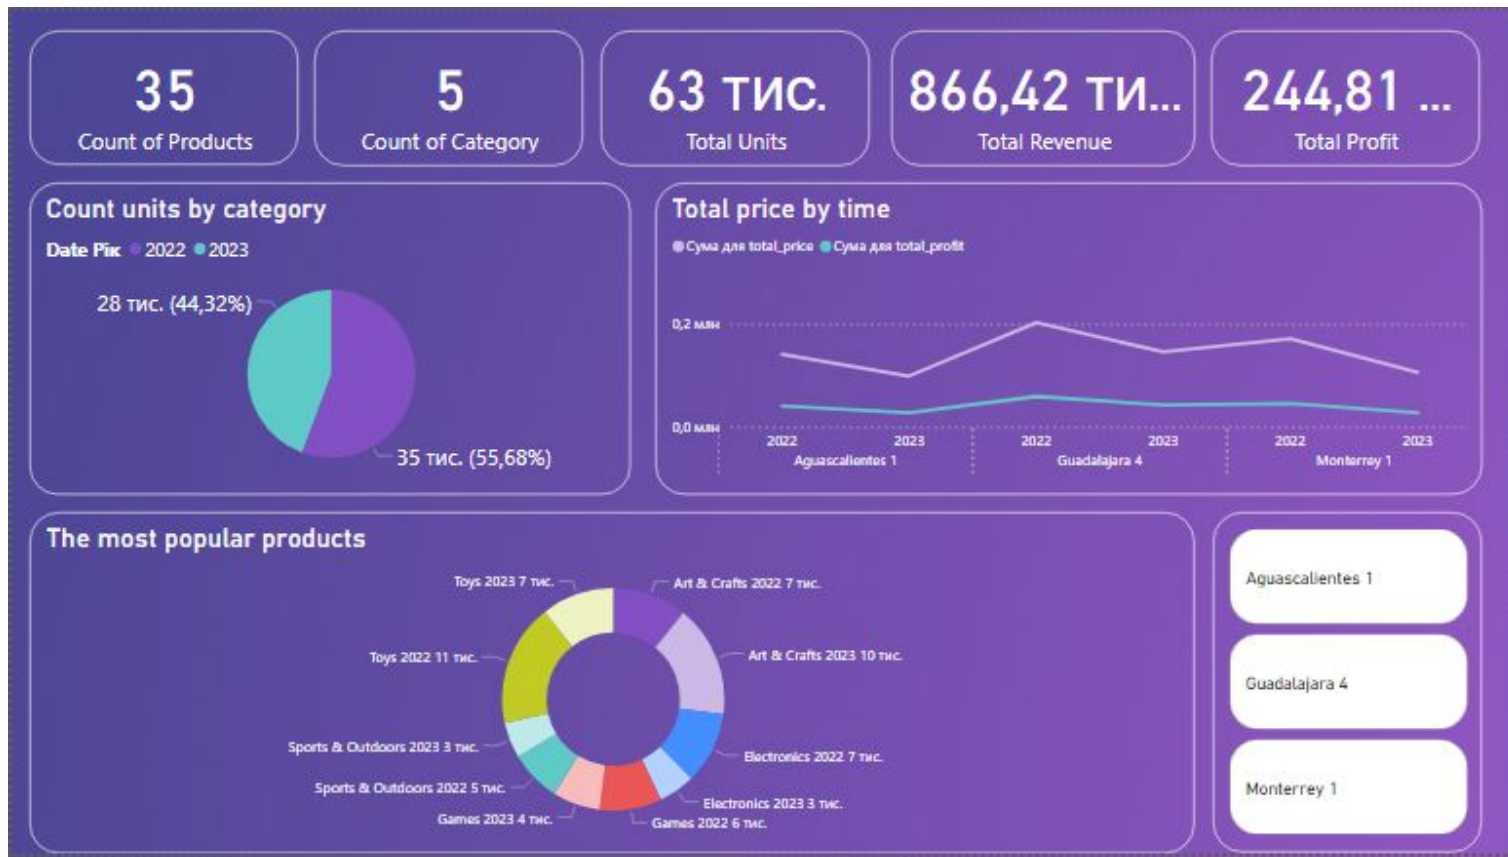 35
Count of Products
5
Count of Category
63 тис.
Total Units
866,42 ти...
Total Revenue
244,81 ...
Total Profit
Count units by category
Date Рік 2022 2023
28 тис. (44,32%)
35 тис. (55,68%)
Total price by time
Сума для total_price Сума для total_profit
0,2 млн
0,0 млн
2022 2023 2022 2023 2022 2023
Aguascalientes 1 Guadalajara 4 Monterrey 1
The most popular products
Toys 2023 7 тис.
Art & Crafts 2022 7 тис.
Toys 2022 11 тис.
Art & Crafts 2023 10 тис.
Sports & Outdoors 2023 3 тис.
Electronics 2022 7 тис.
Sports & Outdoors 2022 5 тис.
Electronics 2023 3 тис.
Games 2023 4 тис.
Games 2022 6 тис.
Aguascalientes 1
Guadalajara 4
Monterrey 1